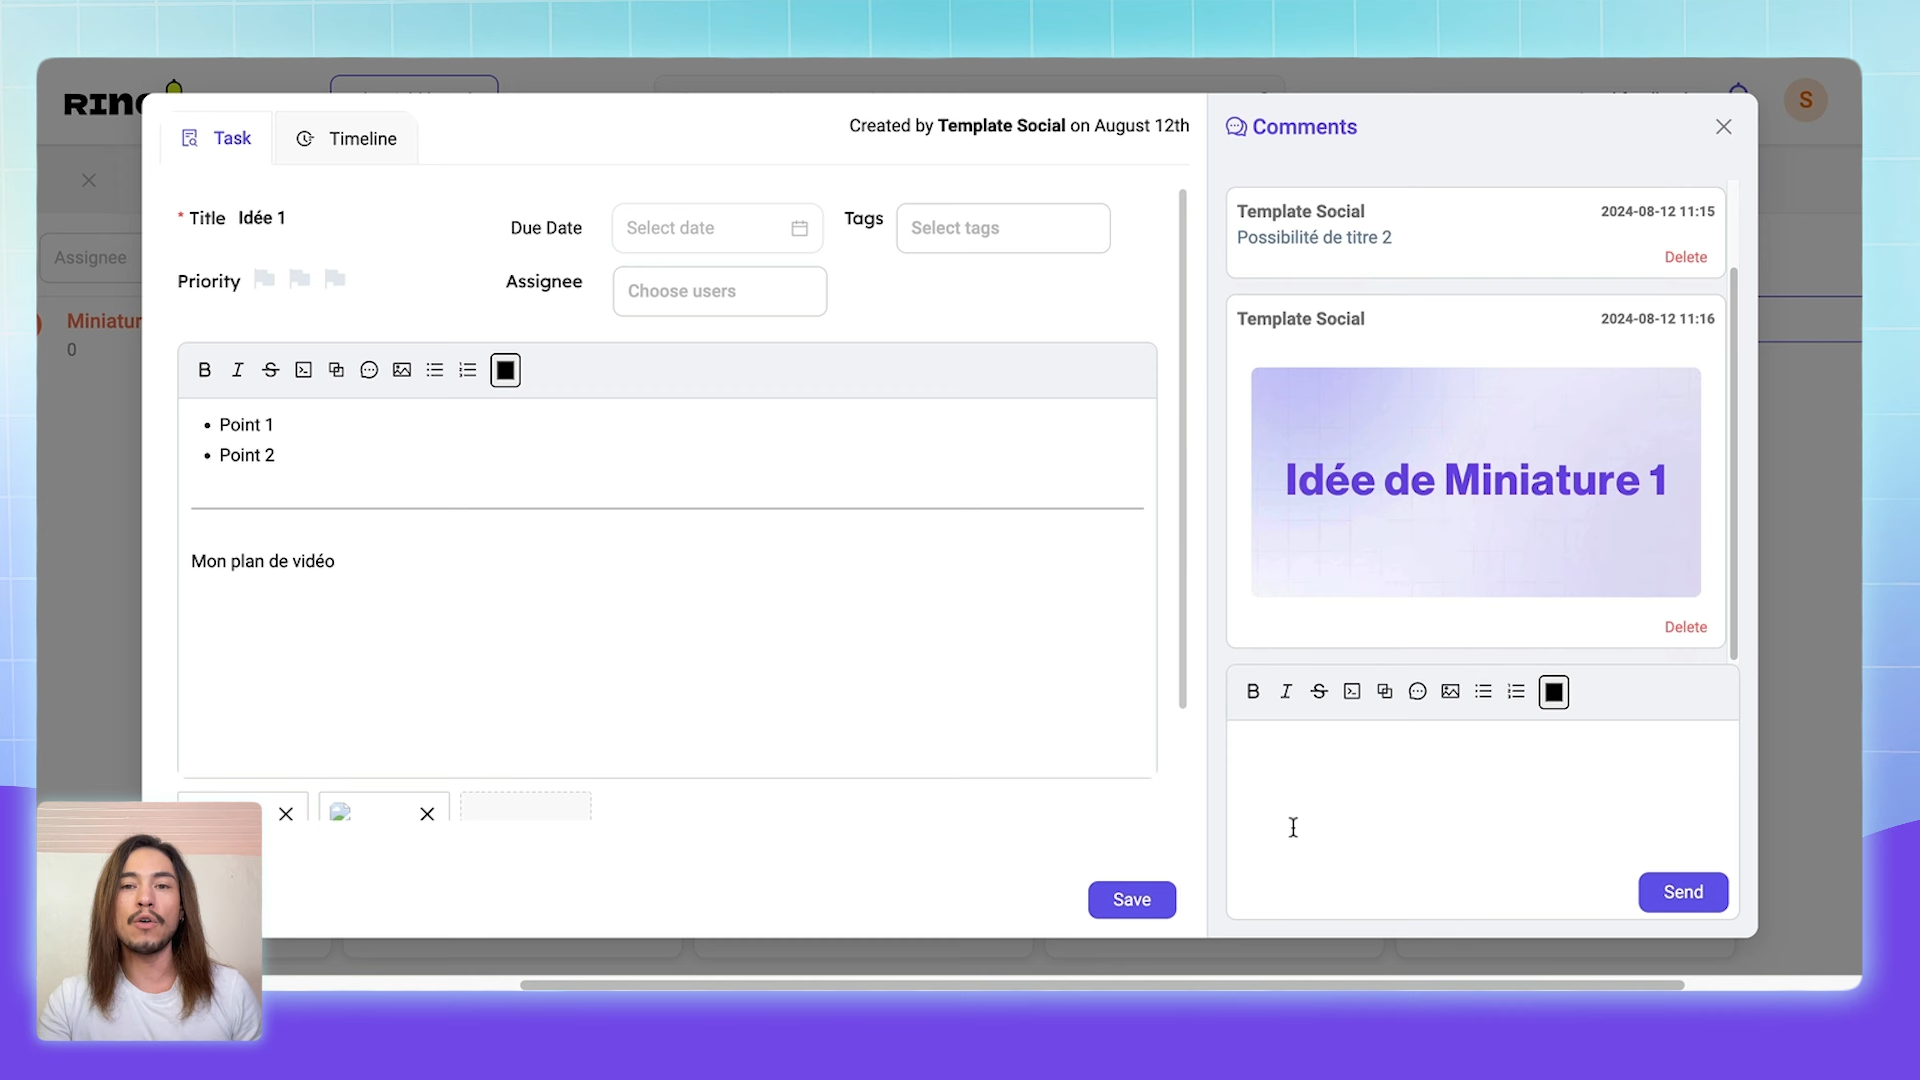 RING
S
Task
Timeline
Created by Template Social on August 12th
Comments
* Title Idée 1
Due Date
Select date
Tags
Select tags
Priority
Assignee
Choose users
Assignee
Miniatur
0
B I S
Point 1
Point 2
Mon plan de vidéo
Save
Template Social
2024-08-12 11:15
Possibilité de titre 2
Delete
Template Social
2024-08-12 11:16
Idée de Miniature 1
Delete
B I S
Send